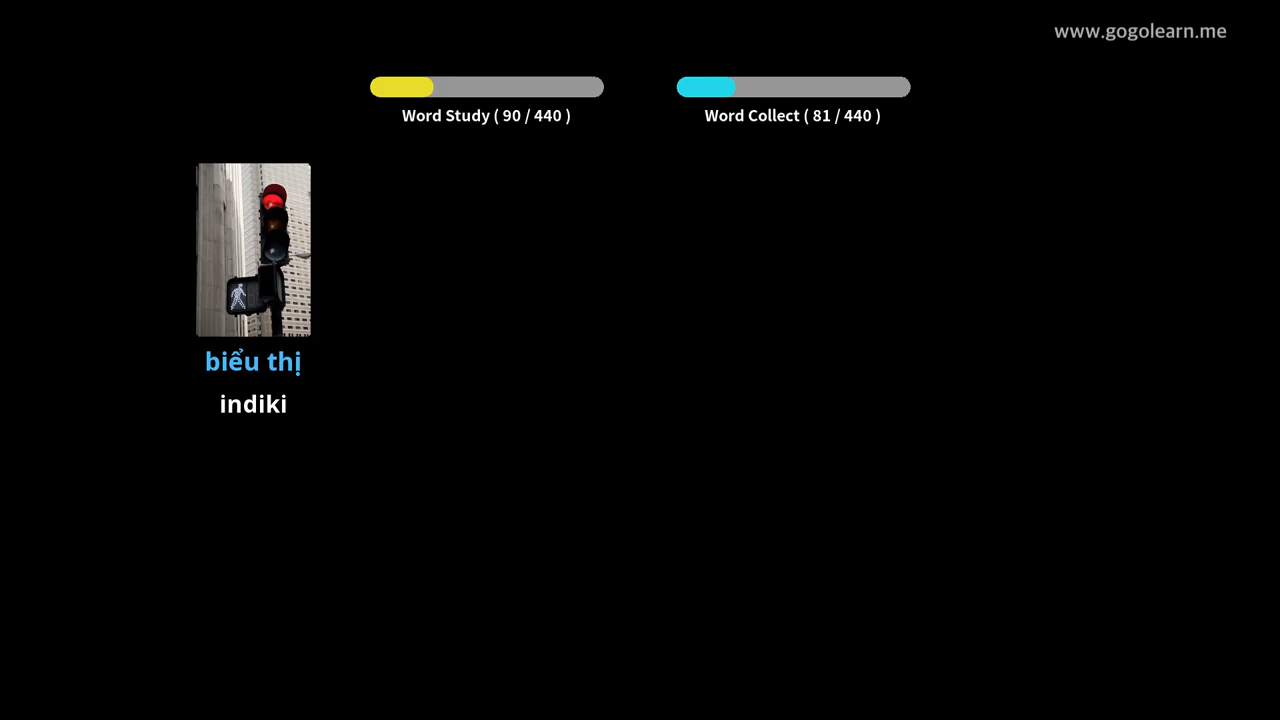 www.gogolearn.me
Word Study ( 90 / 440 )
Word Collect ( 81 / 440 )
biểu thị
indiki